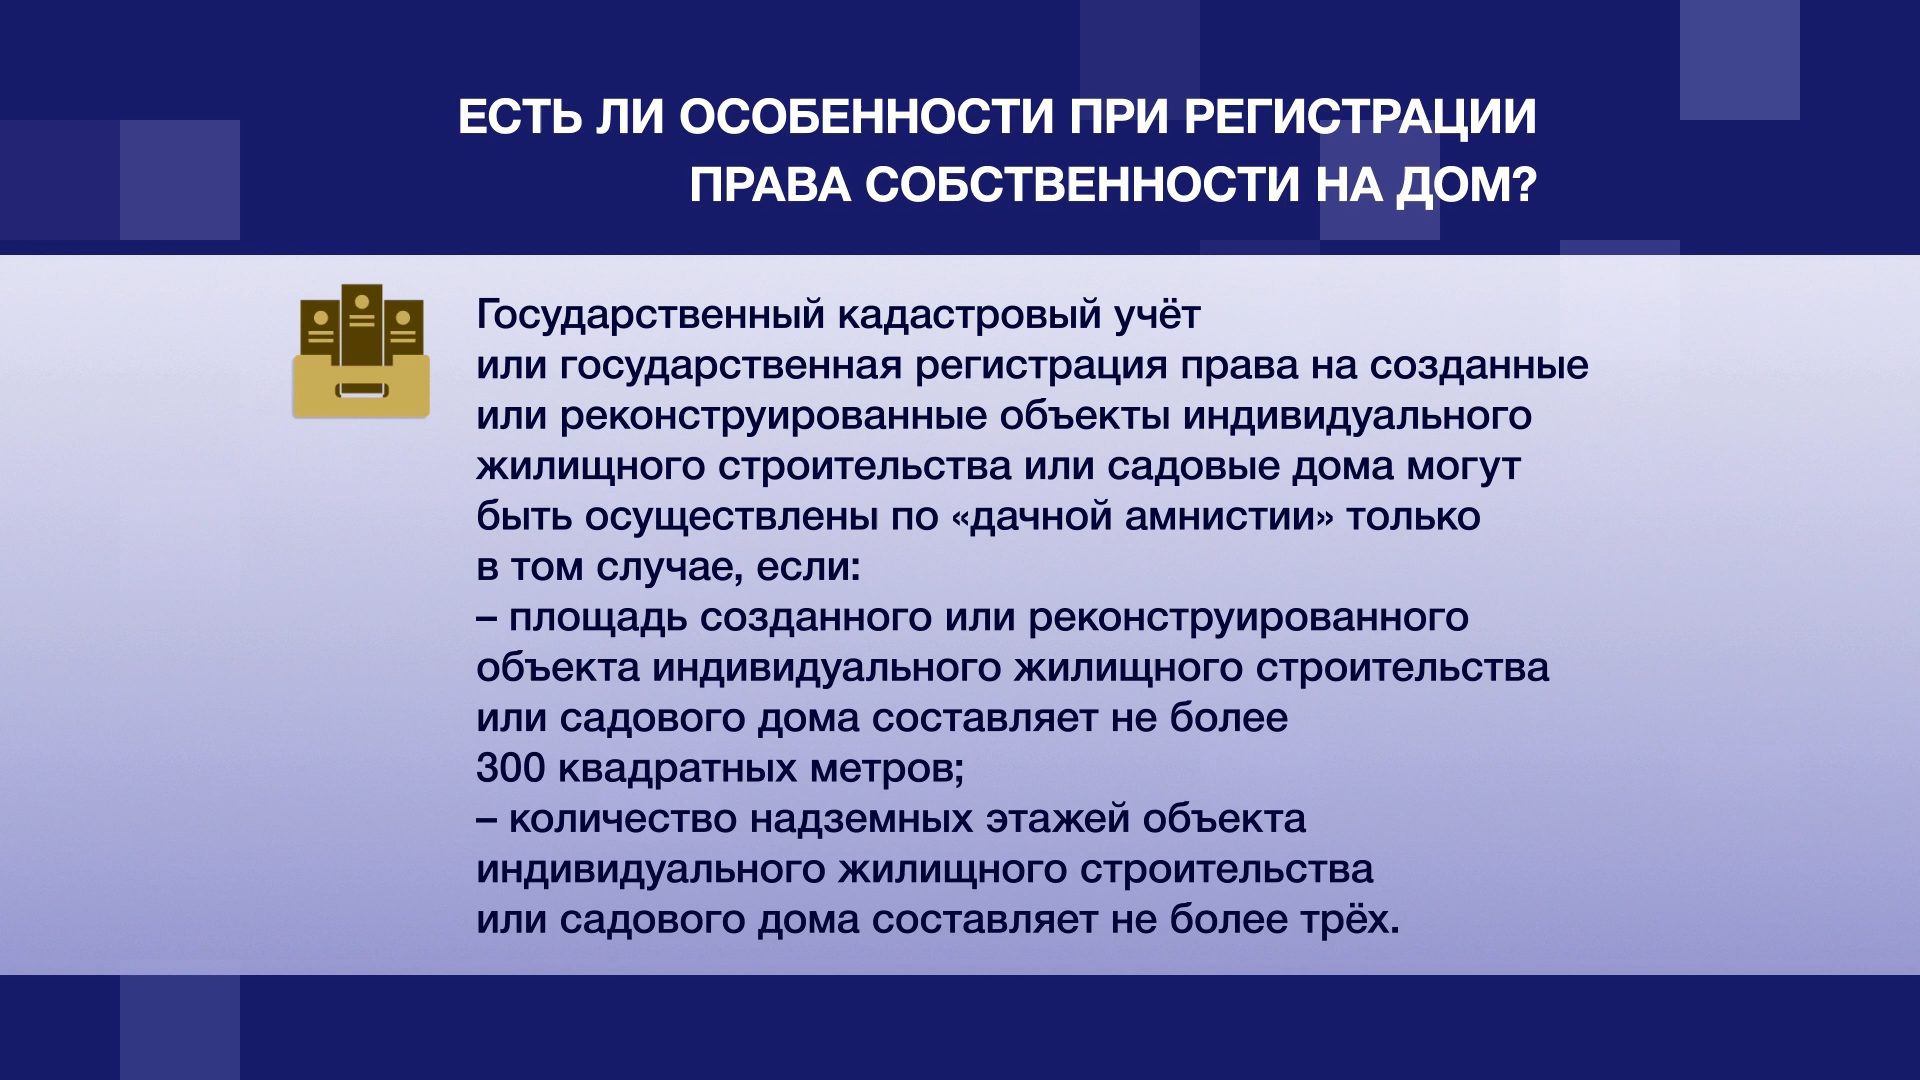 ЕСТЬ ЛИ ОСОБЕННОСТИ ПРИ РЕГИСТРАЦИИ
ПРАВА СОБСТВЕННОСТИ НА ДОМ?
Государственный кадастровый учёт
или государственная регистрация права на созданные
или реконструированные объекты индивидуального
жилищного строительства или садовые дома могут
быть осуществлены по «дачной амнистии» только
в том случае, если:
– площадь созданного или реконструированного
объекта индивидуального жилищного строительства
или садового дома составляет не более
300 квадратных метров;
– количество надземных этажей объекта
индивидуального жилищного строительства
или садового дома составляет не более трёх.